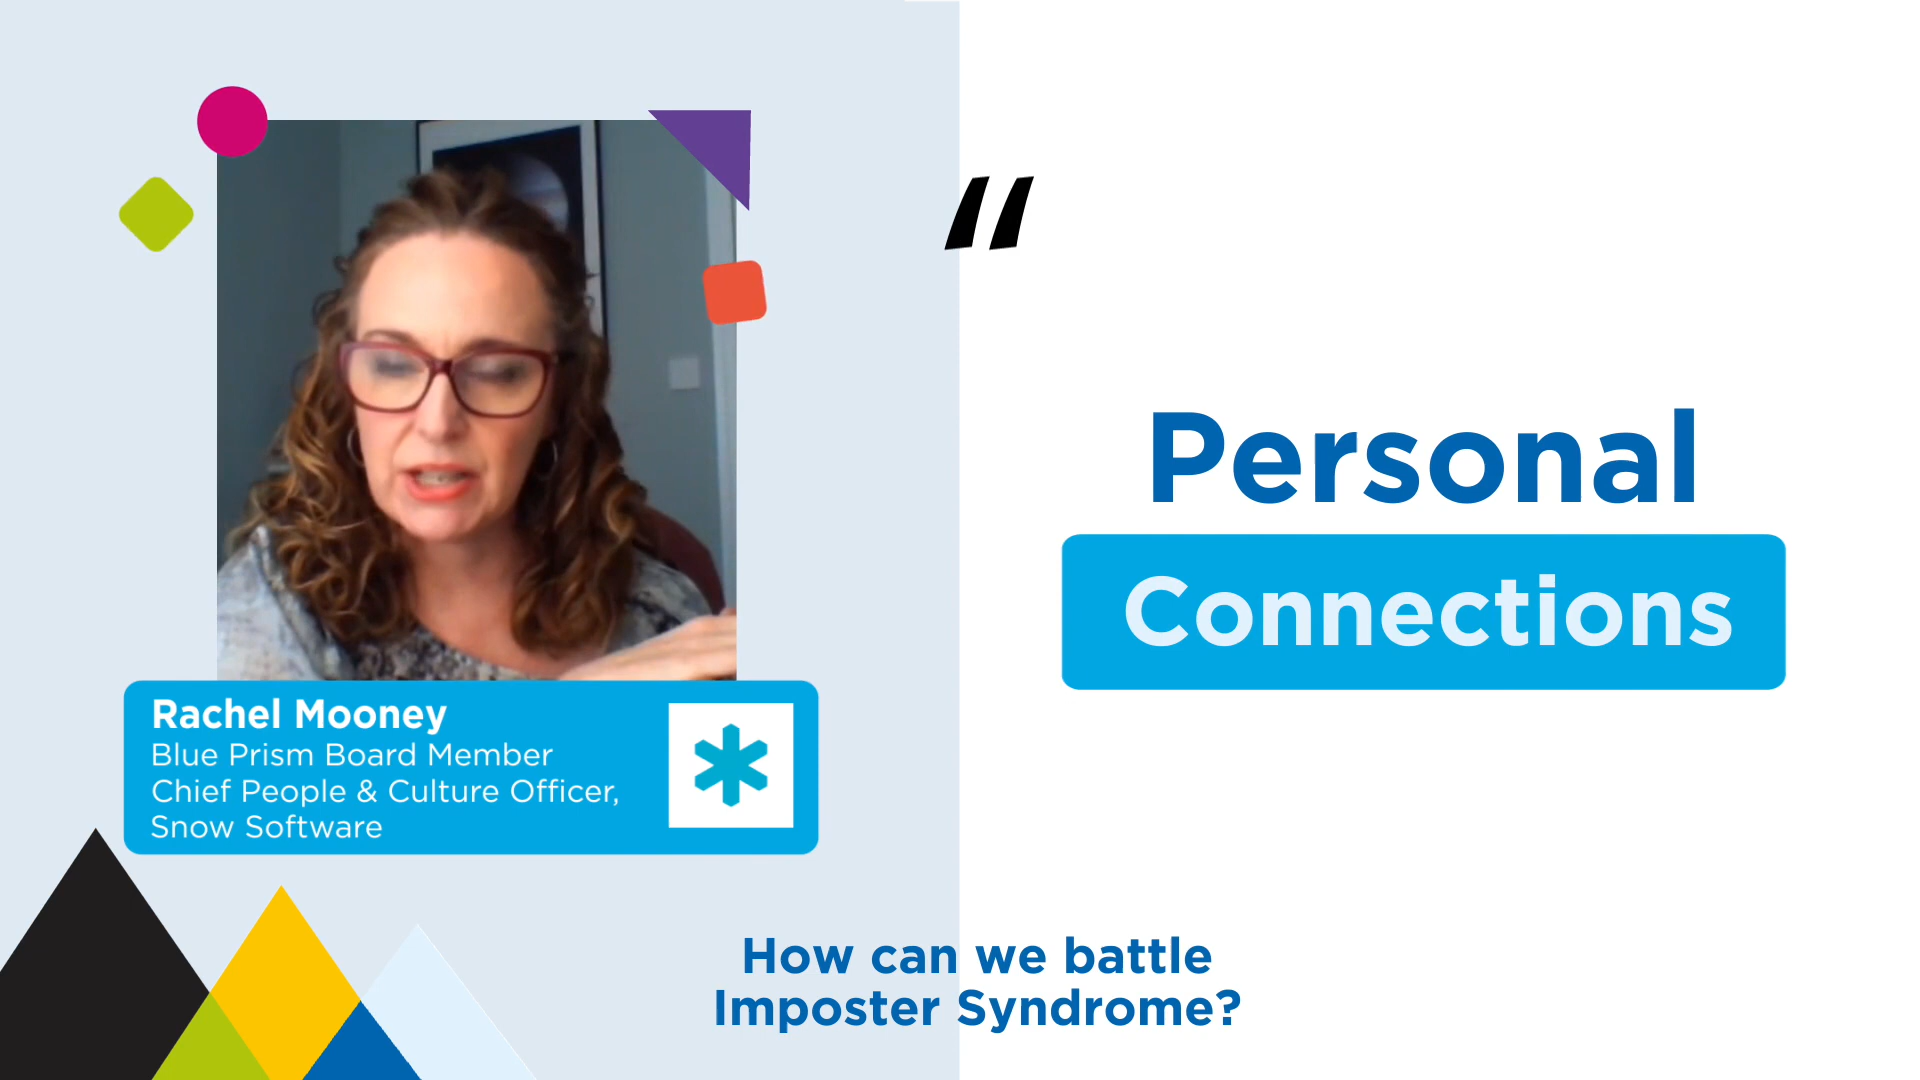 “
Personal
Connections
Rachel Mooney
Blue Prism Board Member
Chief People & Culture Officer,
Snow Software
How can we battle
Imposter Syndrome?